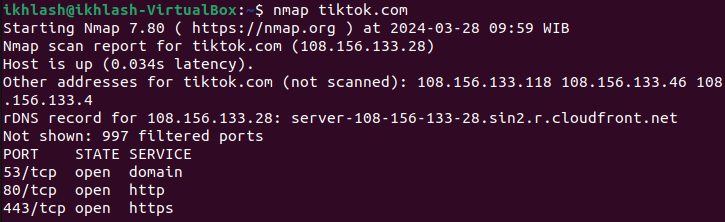 ikhlash@ikhlash-VirtualBox:~$ nmap tiktok.com
Starting Nmap 7.80 ( https://nmap.org ) at 2024-03-28 09:59 WIB
Nmap scan report for tiktok.com (108.156.133.28)
Host is up (0.034s latency).
Other addresses for tiktok.com (not scanned): 108.156.133.118 108.156.133.46 108
.156.133.4
rDNS record for 108.156.133.28: server-108-156-133-28.sin2.r.cloudfront.net
Not shown: 997 filtered ports
PORT    STATE SERVICE
53/tcp  open  domain
80/tcp  open  http
443/tcp open  https